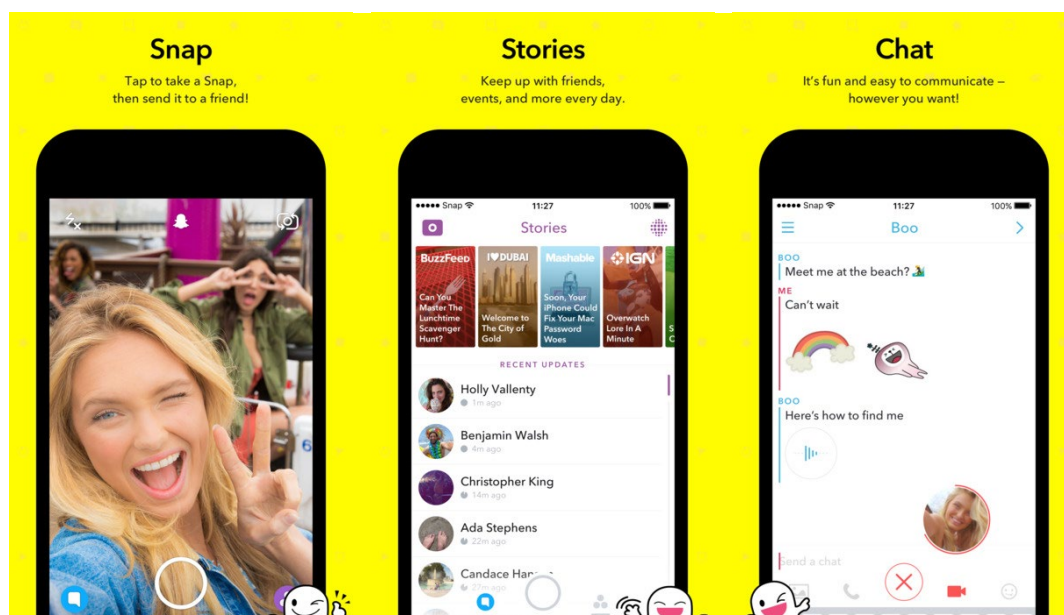 Snap
Tap to take a Snap,
then send it to a friend!
Stories
Keep up with friends,
events, and more every day.
Snap
11:27
100%
Stories
BuzzFeed
Can You
Master The
Lunchtime
Scavenger
Hunt?
I♥DUBAI
Welcome to
The City of
Gold
Mashable
Soon, Your
iPhone Could
Fix Your Mac
Password
Woes
IGN
Overwatch
Lore In A
Minute
RECENT UPDATES
Holly Vallenty
1m ago
Benjamin Walsh
4m ago
Christopher King
14m ago
Ada Stephens
22m ago
Candace
27m ago
Chat
It's fun and easy to communicate –
however you want!
Snap
11:27
100%
Boo
BOO
Meet me at the beach? 🏄
ME
Can't wait
BOO
Here's how to find me
Send a chat